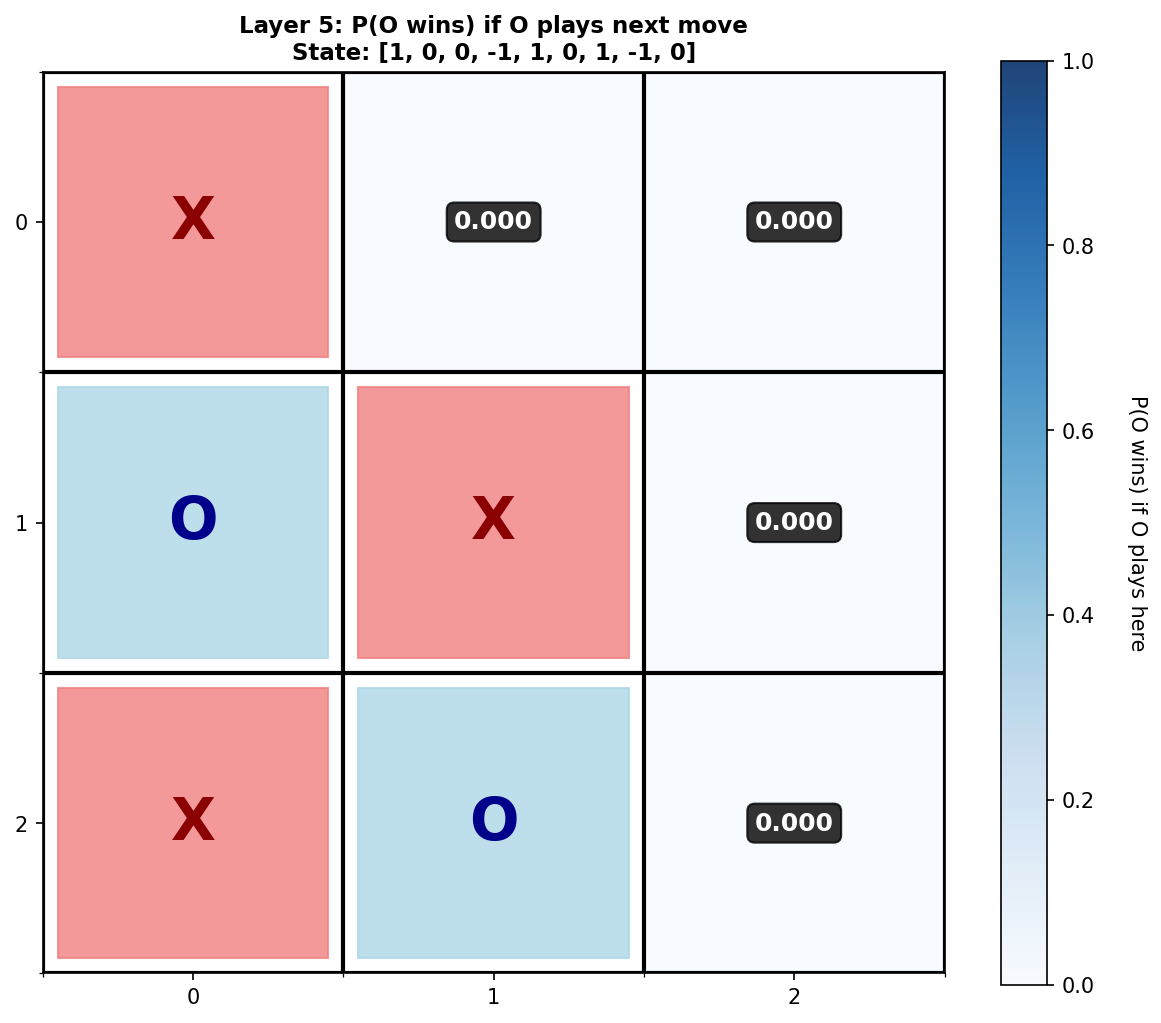 Layer 5: P(O wins) if O plays next move
State: [1, 0, 0, -1, 1, 0, 1, -1, 0]
X
0.000
0.000
O
X
0.000
X
O
0.000
0
1
2
0
1
2
1.0
0.8
0.6
0.4
0.2
0.0
P(O wins) if O plays here